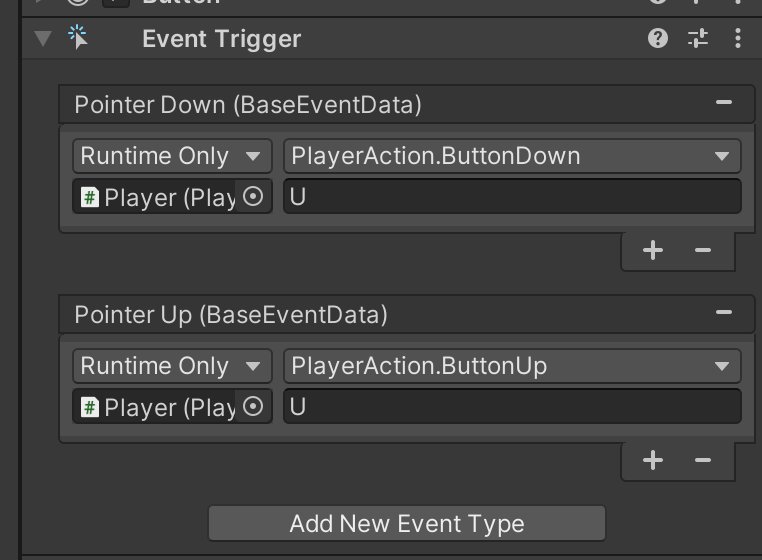 Button
Event Trigger
Pointer Down (BaseEventData)
Runtime Only PlayerAction.ButtonDown
# Player (Play U
Pointer Up (BaseEventData)
Runtime Only PlayerAction.ButtonUp
# Player (Play U
Add New Event Type